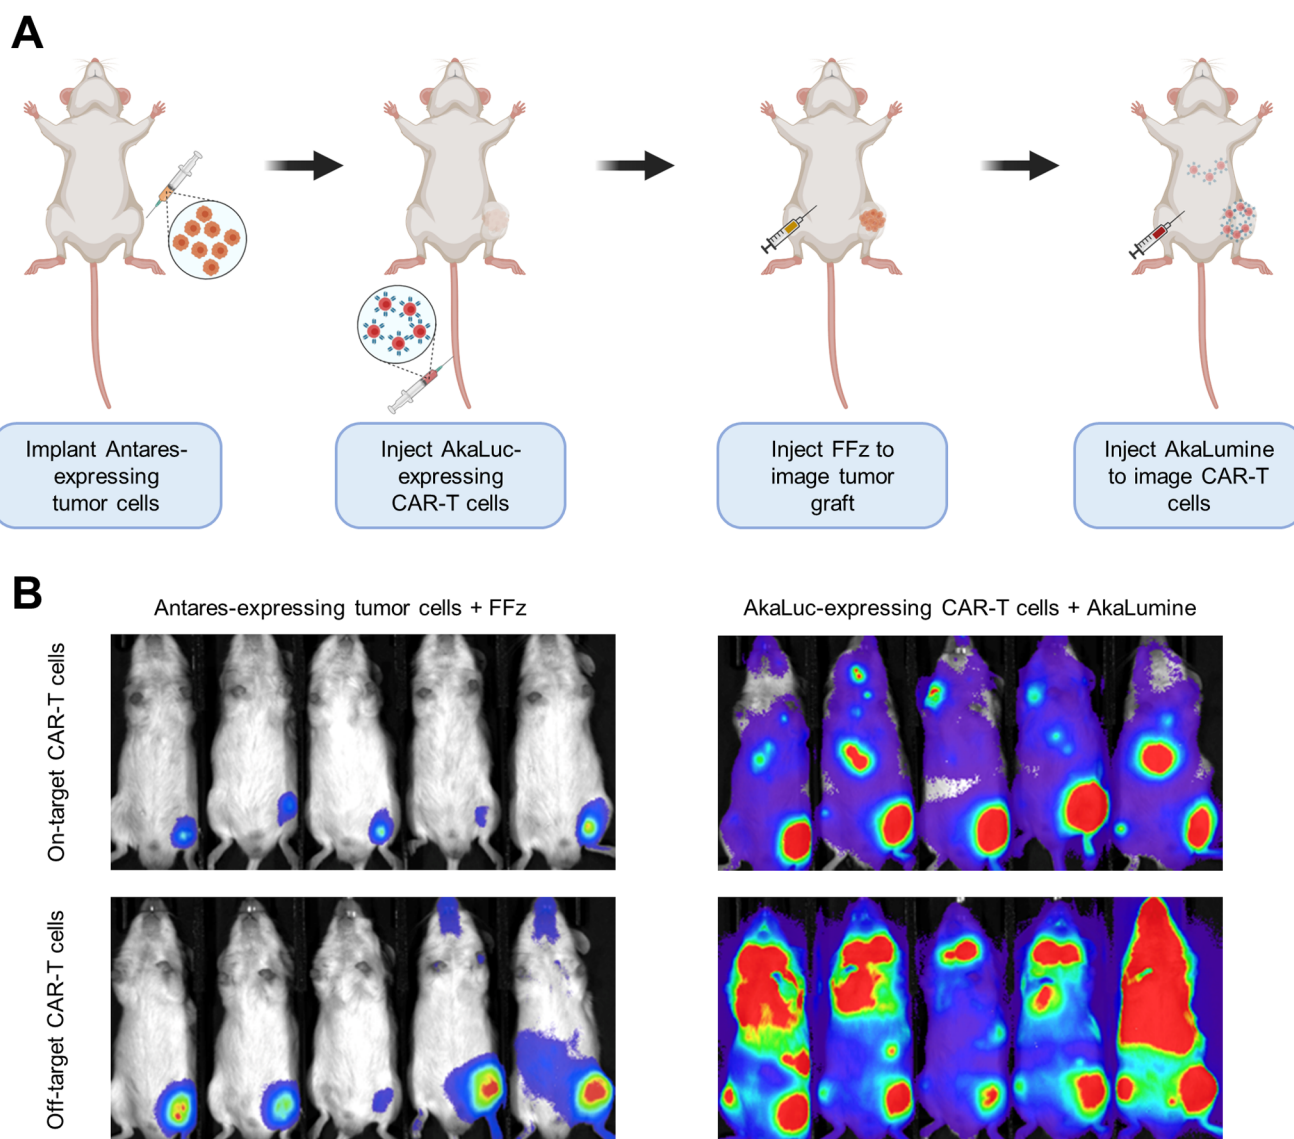 A
Implant Antares-
expressing
tumor cells
Inject AkaLuc-
expressing
CAR-T cells
Inject FFz to
image tumor
graft
Inject AkaLumine
to image CAR-T
cells
B
Antares-expressing tumor cells + FFz
AkaLuc-expressing CAR-T cells + AkaLumine
On-target CAR-T cells
Off-target CAR-T cells